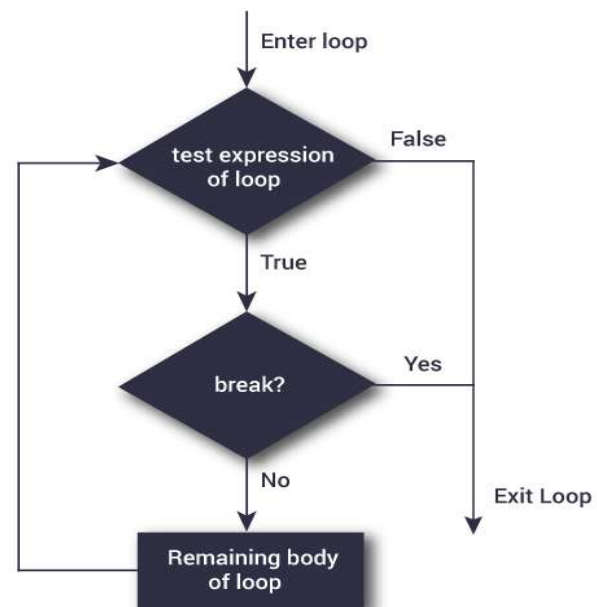 Enter loop
test expression
of loop
False
True
break?
Yes
No
Exit Loop
Remaining body
of loop